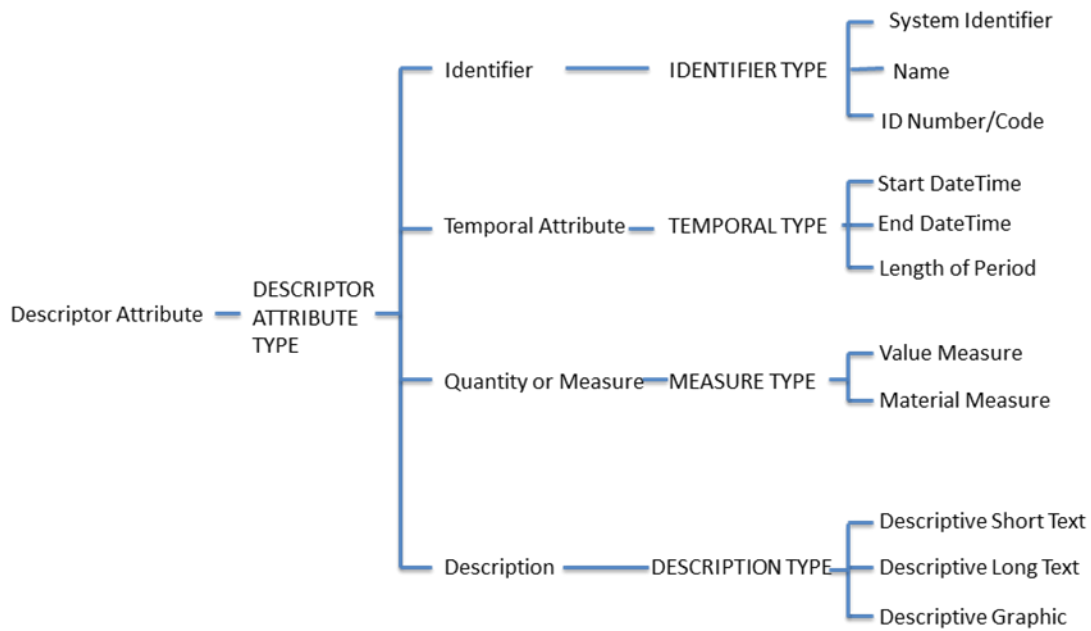 System Identifier
Identifier
IDENTIFIER TYPE
Name
ID Number/Code
Start DateTime
Temporal Attribute
TEMPORAL TYPE
End DateTime
Length of Period
Descriptor Attribute
DESCRIPTOR
ATTRIBUTE
TYPE
Value Measure
Quantity or Measure
MEASURE TYPE
Material Measure
Descriptive Short Text
Description
DESCRIPTION TYPE
Descriptive Long Text
Descriptive Graphic